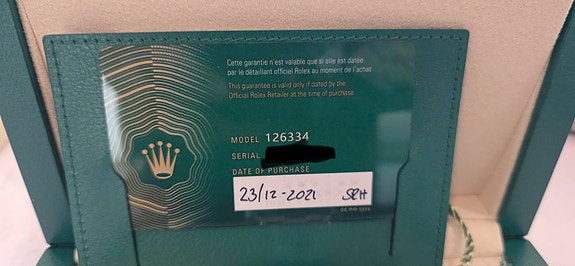 Cette garantie n'est valable que si elle est datée
par le détaillant officiel Rolex au moment de l'achat
This guarantee is valid only if dated by the
Official Rolex Retailer at the time of purchase
MODEL 126334
SERIAL
DATE OF PURCHASE
23/12-2021